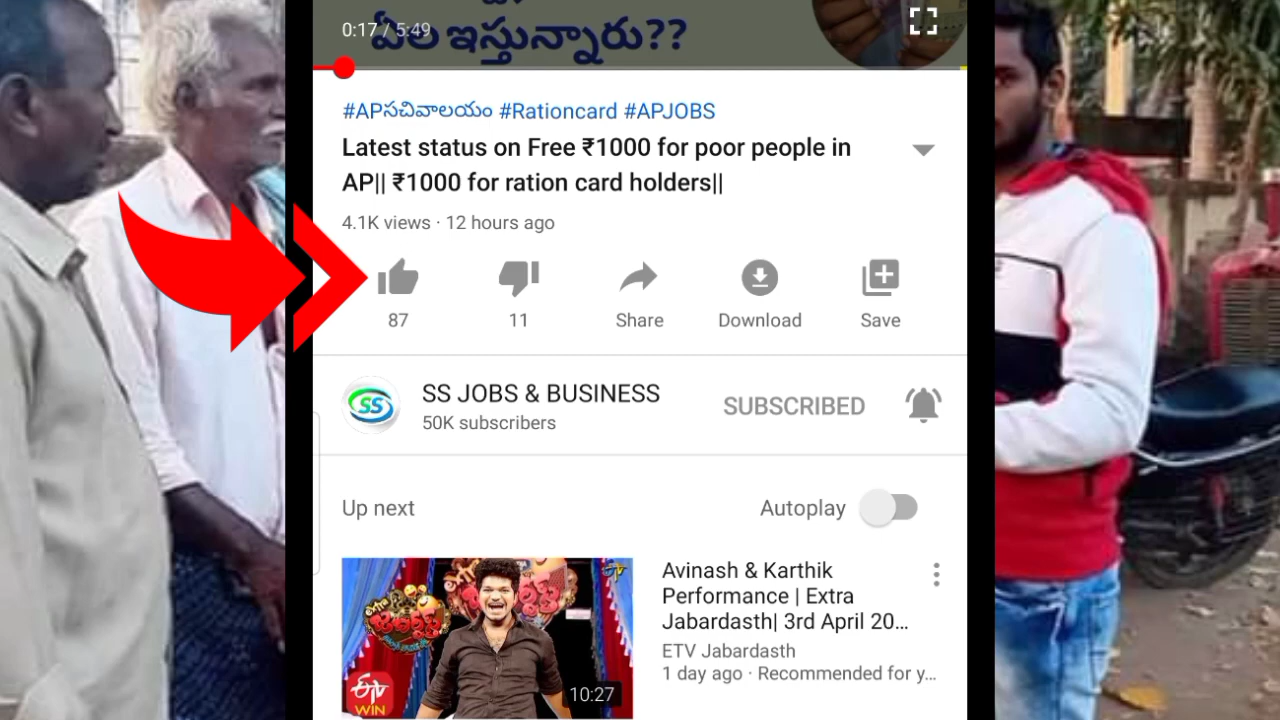 0:17 / 5:49
ఏలా ఇస్తున్నారు??
#APసచివాలయం #Rationcard #APJOBS
Latest status on Free ₹1000 for poor people in
AP|| ₹1000 for ration card holders||
4.1K views · 12 hours ago
87
11
Share
Download
Save
SS
SS JOBS & BUSINESS
50K subscribers
SUBSCRIBED
Up next
Autoplay
Avinash & Karthik
Performance | Extra
Jabardasth| 3rd April 20...
ETV Jabardasth
1 day ago · Recommended for y...
WIN
10:27